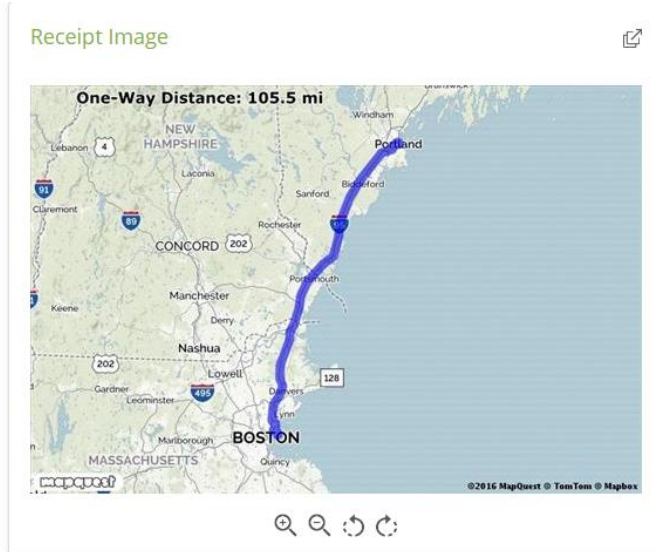 Receipt Image
One-Way Distance: 105.5 mi
Windham
NEW
HAMPSHIRE
Lebanon
4
Portland
Laconia
91
Biddeford
Sanford
Claremont
89
Rochester
95
CONCORD
202
Portsmouth
Manchester
Keene
Derry
Nashua
202
Lowell
128
Gardner
495
Danvers
Leominster
Lynn
Marlborough
BOSTON
MASSACHUSETTS
Quincy
mapquest
©2016 MapQuest © TomTom © Mapbox